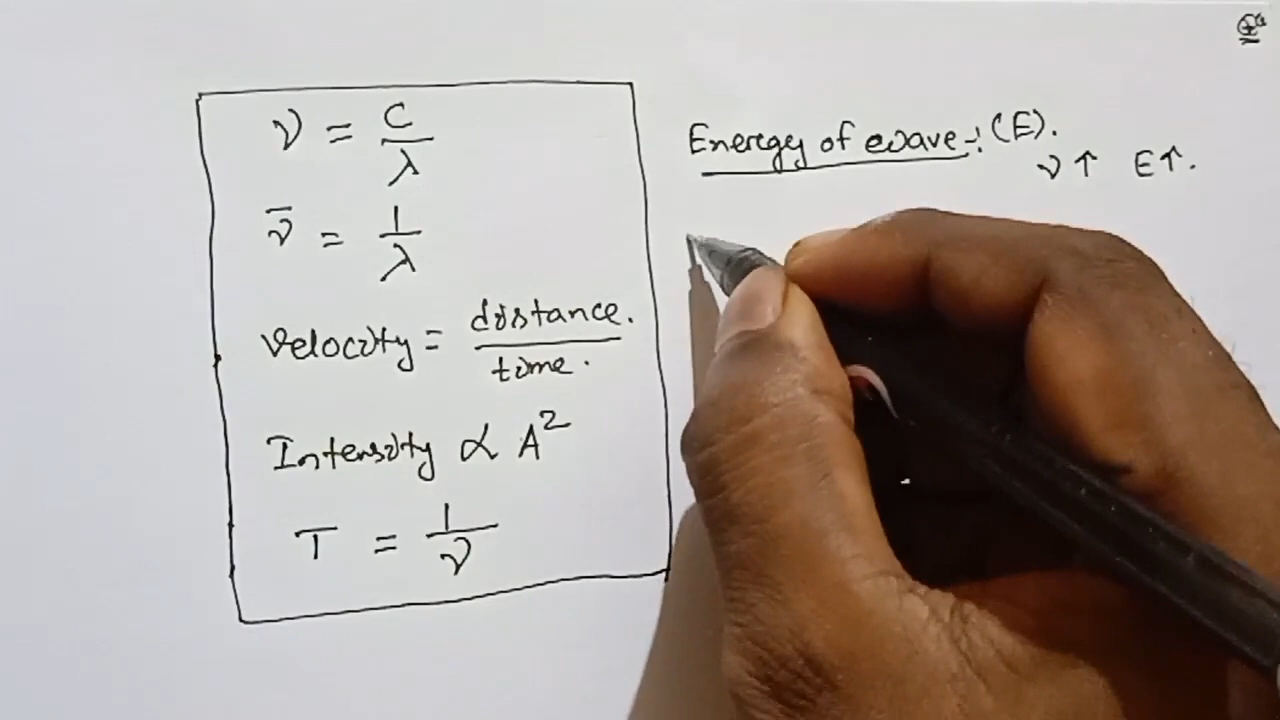 ν = c/λ
ν̅ = 1/λ
Velocity = distance./time.
Intensity ∝ A²
T = 1/ν
Energy of wave-: (E).
ν↑ E↑.